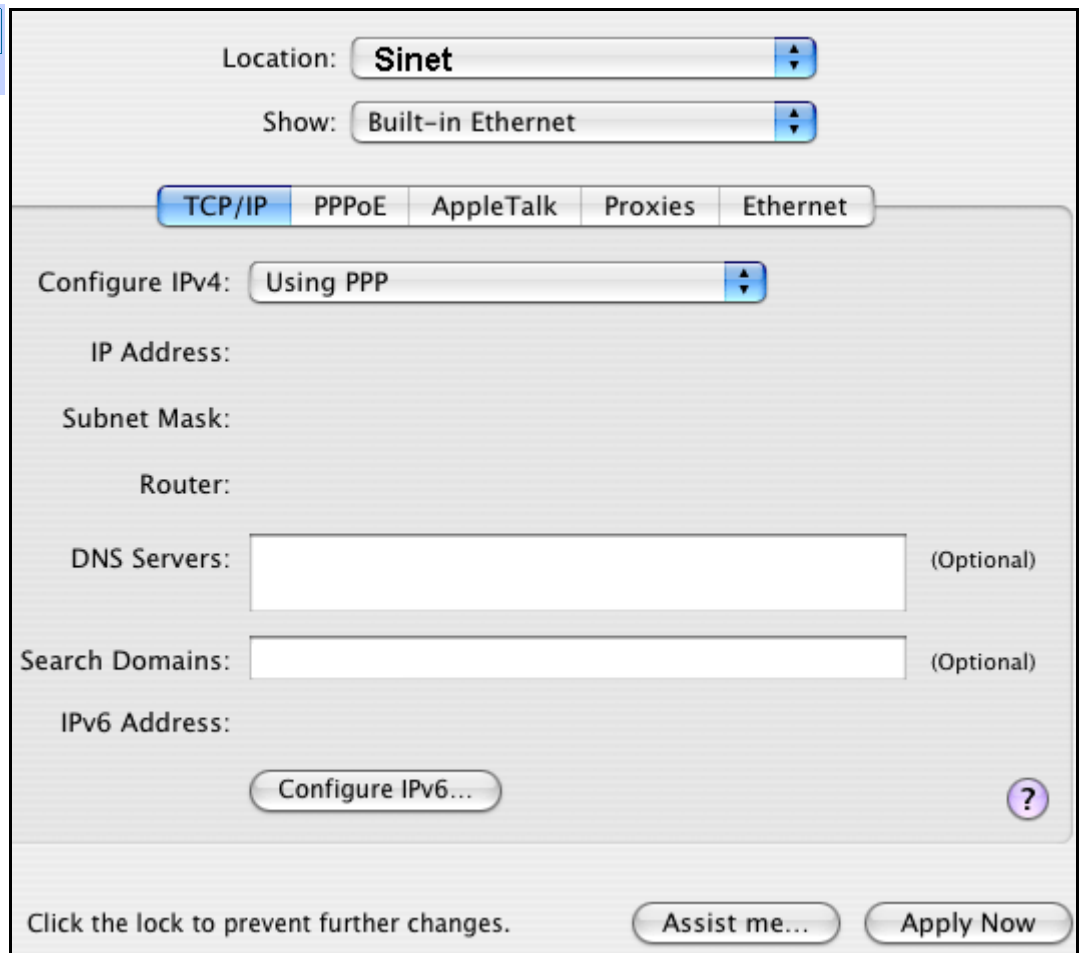 Location: Sinet
Show: Built-in Ethernet
TCP/IP PPPoE AppleTalk Proxies Ethernet
Configure IPv4: Using PPP
IP Address:
Subnet Mask:
Router:
DNS Servers: (Optional)
Search Domains: (Optional)
IPv6 Address:
Configure IPv6...
?
Click the lock to prevent further changes. Assist me... Apply Now